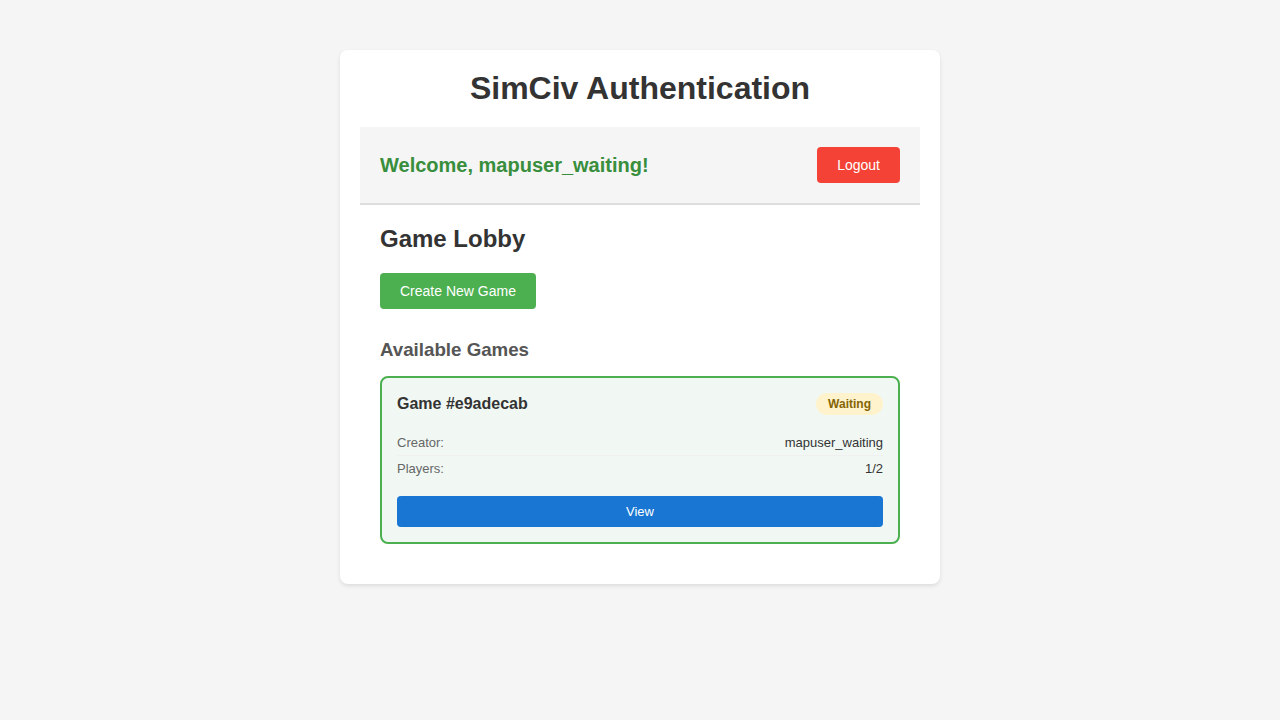 SimCiv Authentication
Welcome, mapuser_waiting!
Logout
Game Lobby
Create New Game
Available Games
Game #e9adecab
Waiting
Creator:
mapuser_waiting
Players:
1/2
View